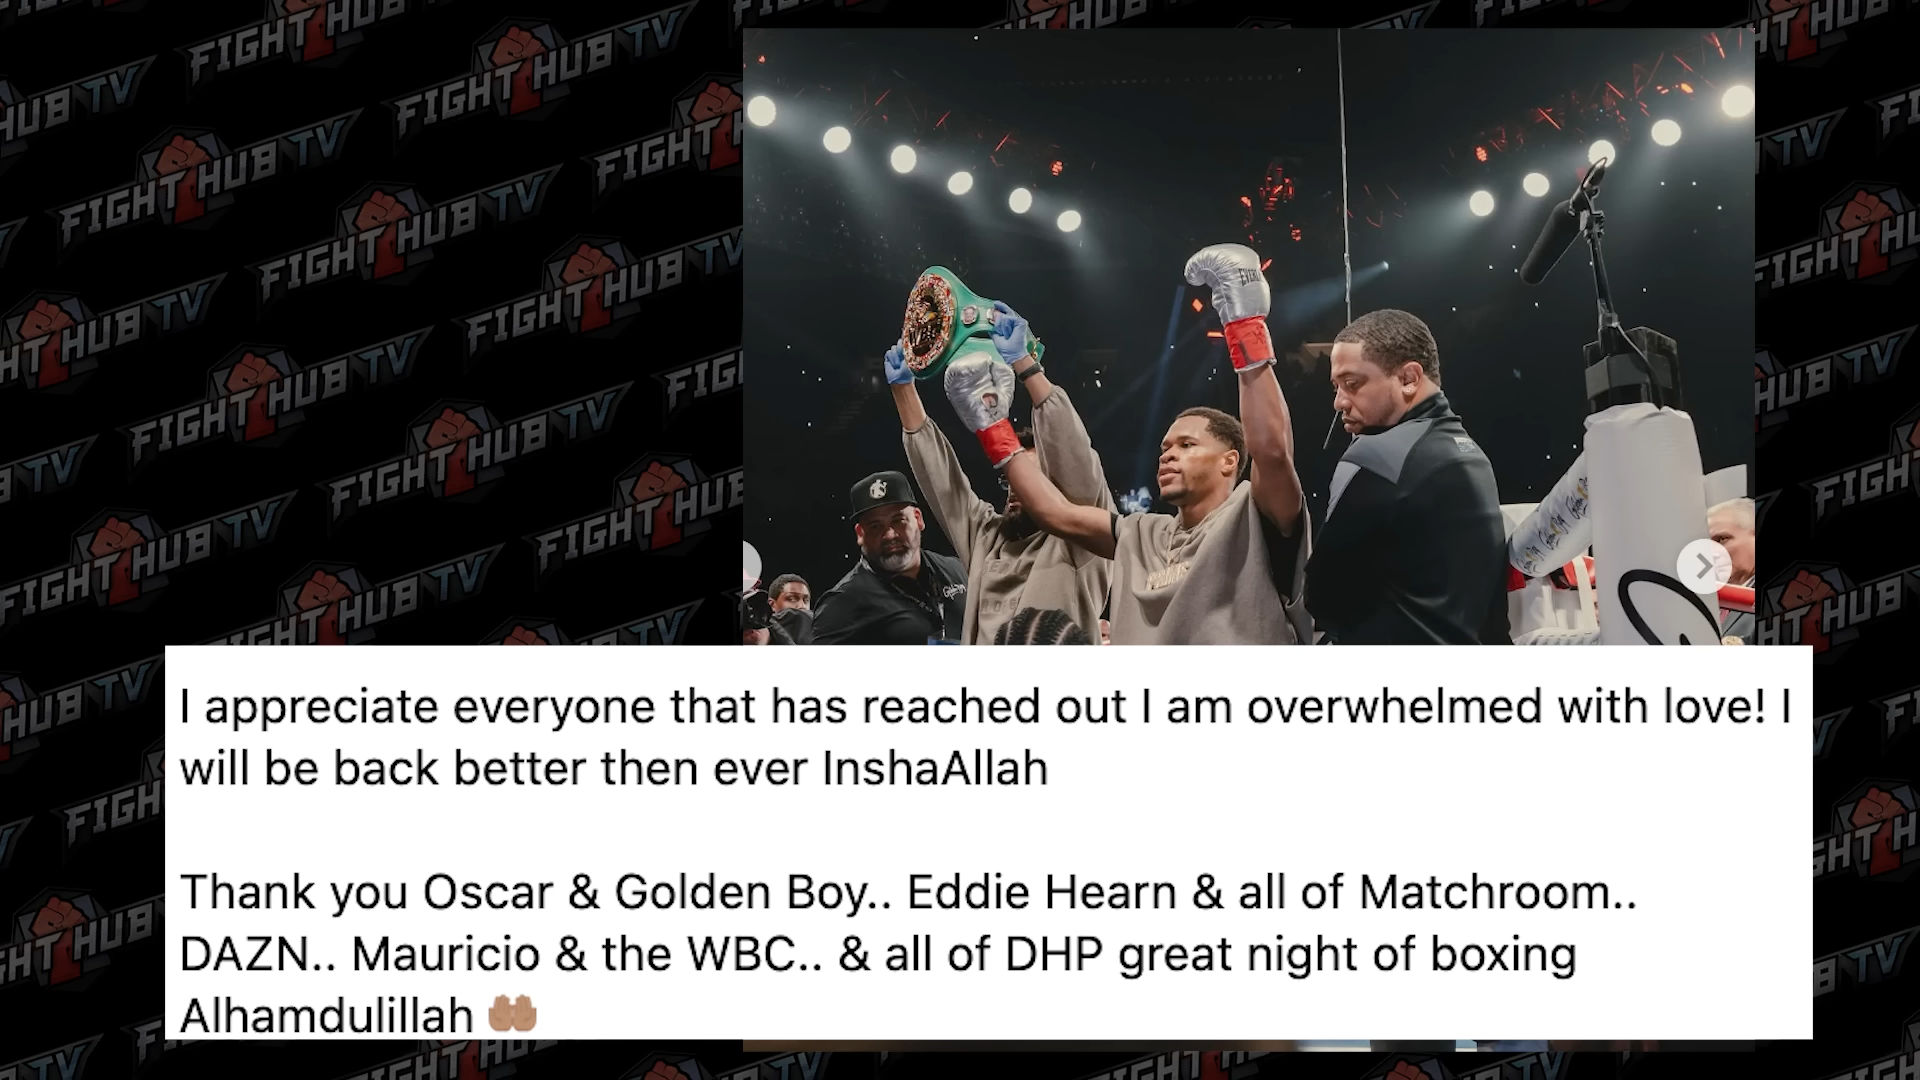 FIGHT HUB TV
EVERL
I appreciate everyone that has reached out I am overwhelmed with love! I
will be back better then ever InshaAllah
Thank you Oscar & Golden Boy.. Eddie Hearn & all of Matchroom..
DAZN.. Mauricio & the WBC.. & all of DHP great night of boxing
Alhamdulillah 🤲🏽